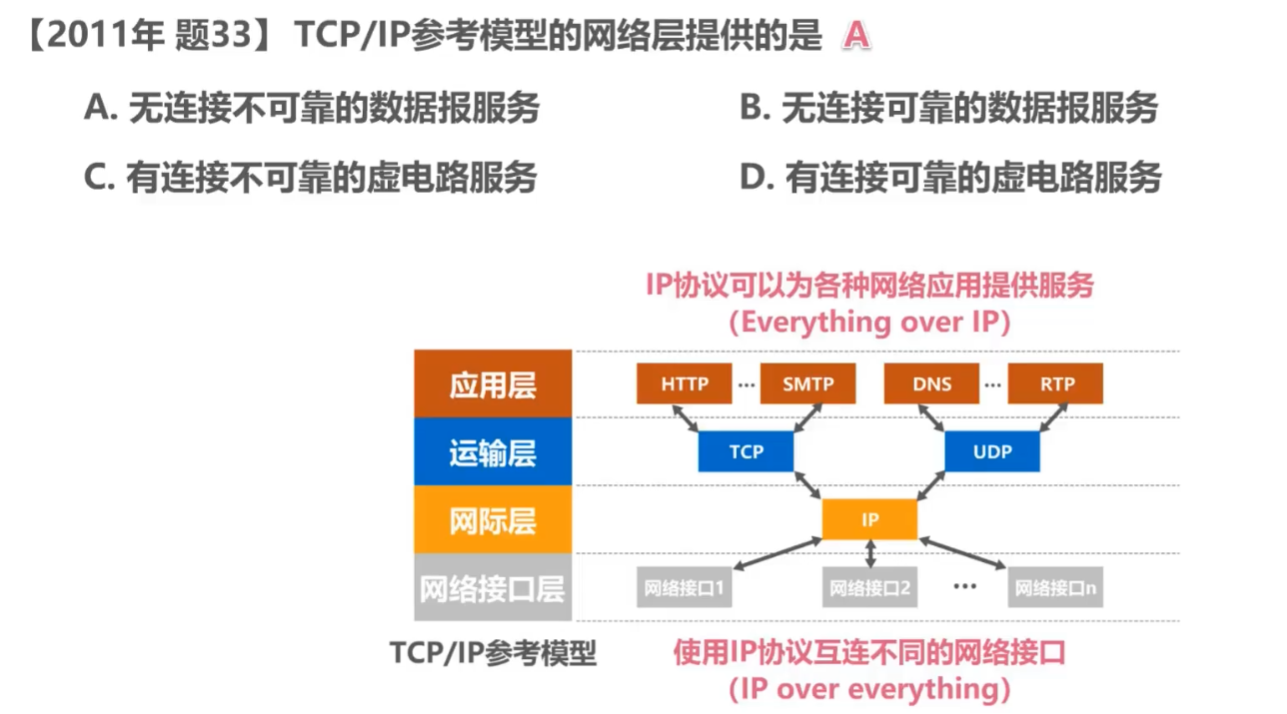 【2011年 题33】 TCP/IP参考模型的网络层提供的是 A
A. 无连接不可靠的数据报服务
B. 无连接可靠的数据报服务
C. 有连接不可靠的虚电路服务
D. 有连接可靠的虚电路服务
IP协议可以为各种网络应用提供服务
（Everything over IP）
应用层
HTTP ··· SMTP
DNS ··· RTP
运输层
TCP
UDP
网际层
IP
网络接口层
网络接口1
网络接口2
··· 网络接口n
TCP/IP参考模型
使用IP协议互连不同的网络接口
（IP over everything）